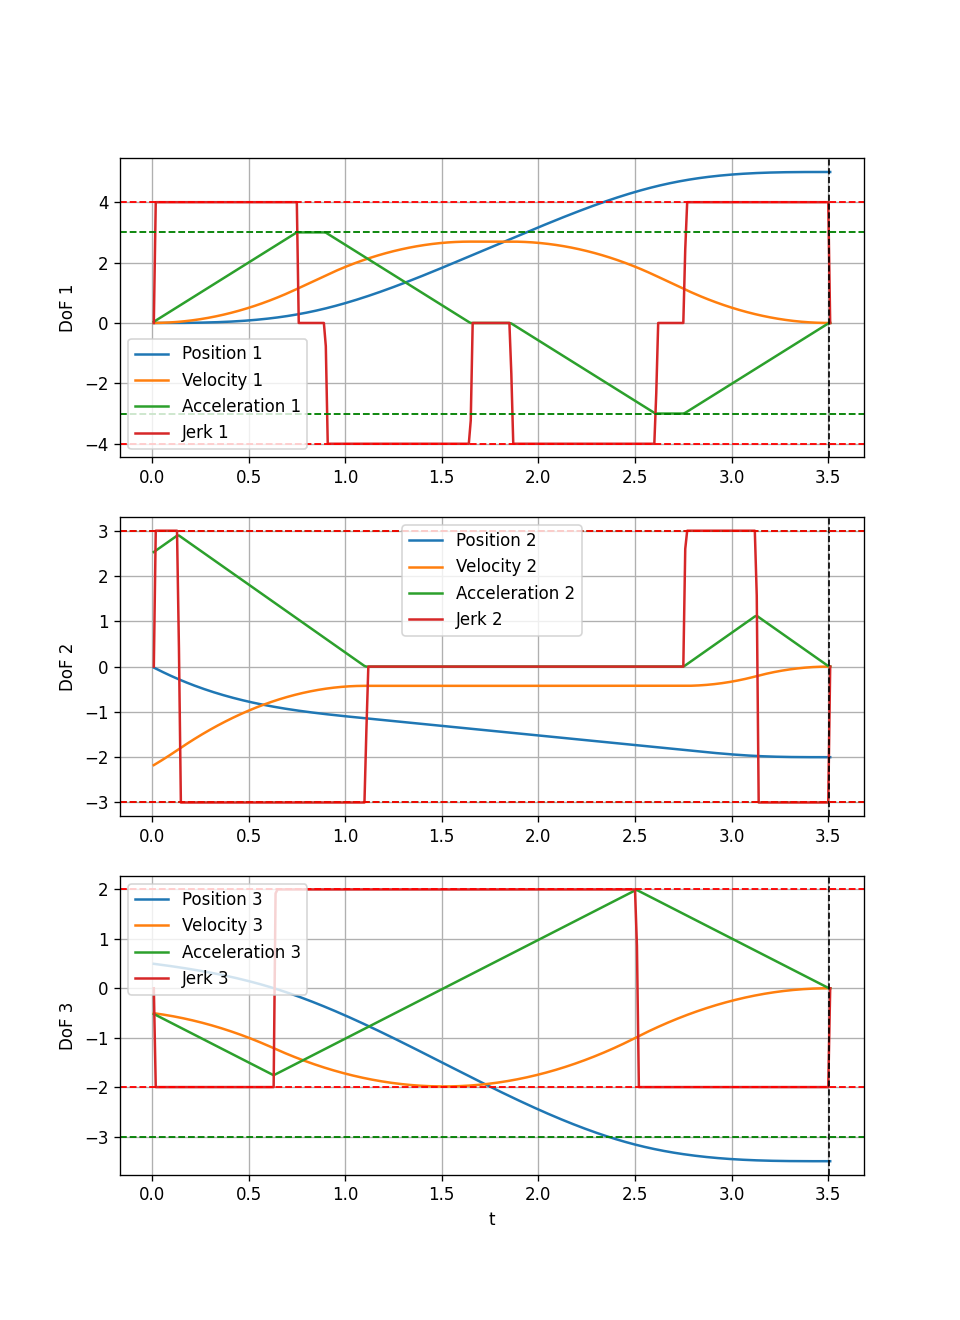 DoF 1
4
2
0
−2
−4
Position 1
Velocity 1
Acceleration 1
Jerk 1
0.0 0.5 1.0 1.5 2.0 2.5 3.0 3.5
DoF 2
3
2
1
0
−1
−2
−3
Position 2
Velocity 2
Acceleration 2
Jerk 2
0.0 0.5 1.0 1.5 2.0 2.5 3.0 3.5
DoF 3
2
1
0
−1
−2
−3
Position 3
Velocity 3
Acceleration 3
Jerk 3
0.0 0.5 1.0 1.5 2.0 2.5 3.0 3.5
t